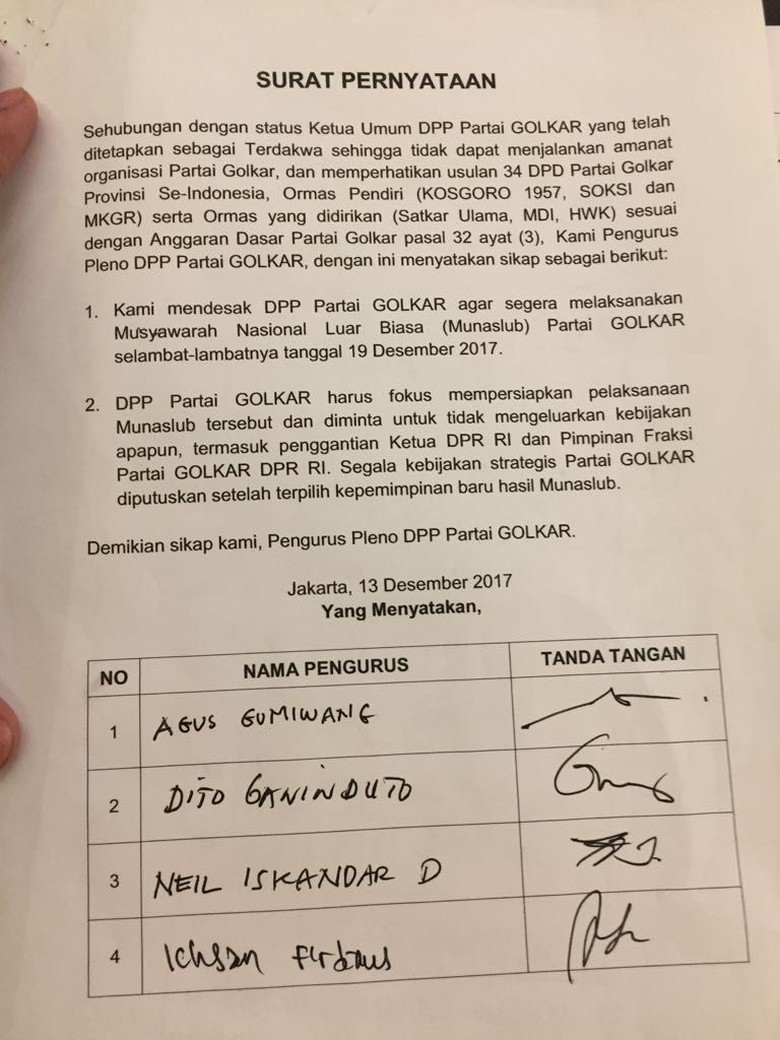 SURAT PERNYATAAN
Sehubungan dengan status Ketua Umum DPP Partai GOLKAR yang telah
ditetapkan sebagai Terdakwa sehingga tidak dapat menjalankan amanat
organisasi Partai Golkar, dan memperhatikan usulan 34 DPD Partai Golkar
Provinsi Se-Indonesia, Ormas Pendiri (KOSGORO 1957, SOKSI dan
MKGR) serta Ormas yang didirikan (Satkar Ulama, MDI, HWK) sesuai
dengan Anggaran Dasar Partai Golkar pasal 32 ayat (3), Kami Pengurus
Pleno DPP Partai GOLKAR, dengan ini menyatakan sikap sebagai berikut:
1. Kami mendesak DPP Partai GOLKAR agar segera melaksanakan
Musyawarah Nasional Luar Biasa (Munaslub) Partai GOLKAR
selambat-lambatnya tanggal 19 Desember 2017.
2. DPP Partai GOLKAR harus fokus mempersiapkan pelaksanaan
Munaslub tersebut dan diminta untuk tidak mengeluarkan kebijakan
apapun, termasuk penggantian Ketua DPR RI dan Pimpinan Fraksi
Partai GOLKAR DPR RI. Segala kebijakan strategis Partai GOLKAR
diputuskan setelah terpilih kepemimpinan baru hasil Munaslub.
Demikian sikap kami, Pengurus Pleno DPP Partai GOLKAR.
Jakarta, 13 Desember 2017
Yang Menyatakan,
NO NAMA PENGURUS TANDA TANGAN
1 AGUS GUMIWANG
2 DITO GANINDUTO
3 NEIL ISKANDAR D
4 Ichsan firdaus